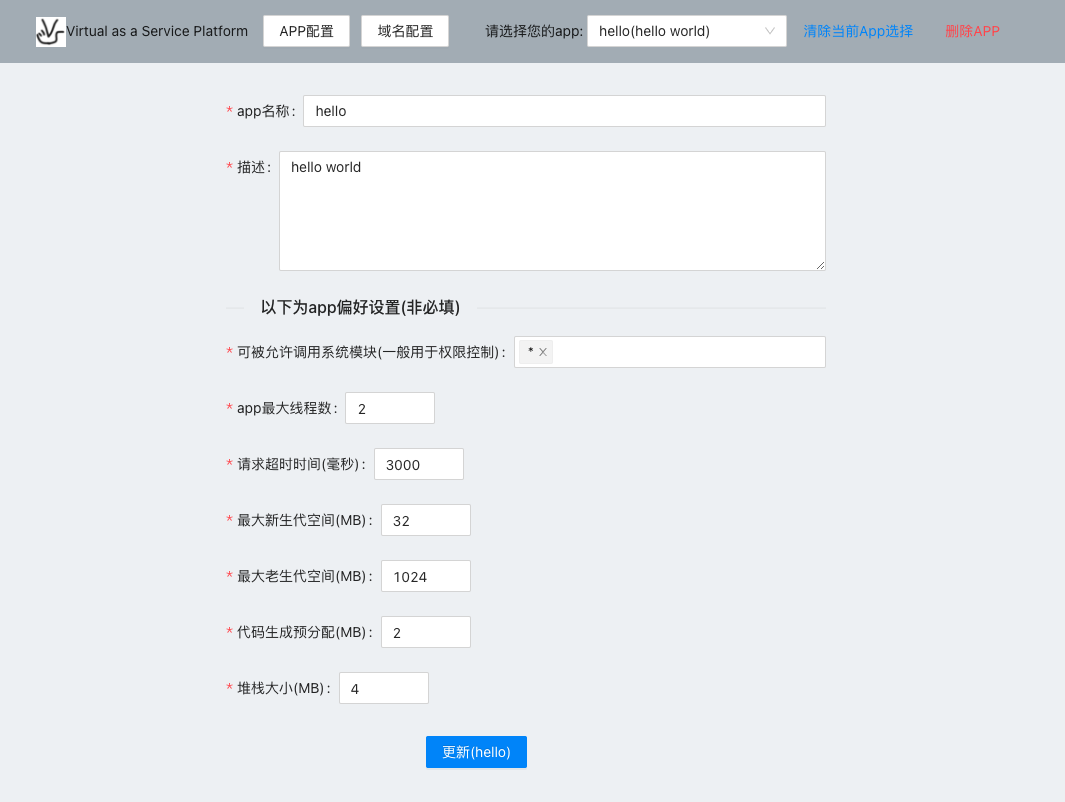 Virtual as a Service Platform APP配置 域名配置 请选择您的app: hello(hello world) 清除当前App选择 删除APP
* app名称: hello
* 描述: hello world
以下为app偏好设置(非必填)
* 可被允许调用系统模块(一般用于权限控制): *
* app最大线程数: 2
* 请求超时时间(毫秒): 3000
* 最大新生代空间(MB): 32
* 最大老生代空间(MB): 1024
* 代码生成预分配(MB): 2
* 堆栈大小(MB): 4
更新(hello)